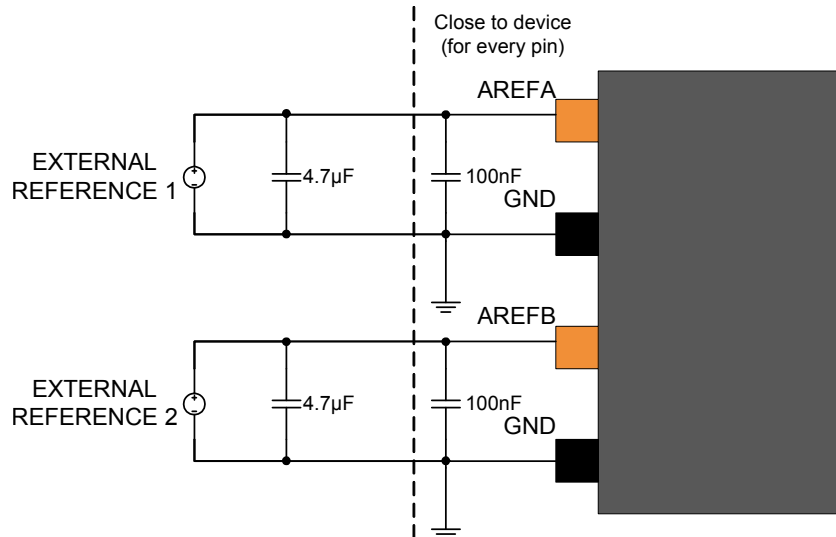 Close to device
(for every pin)
AREFA
EXTERNAL
REFERENCE 1
4.7µF
100nF
GND
AREFB
EXTERNAL
REFERENCE 2
4.7µF
100nF
GND